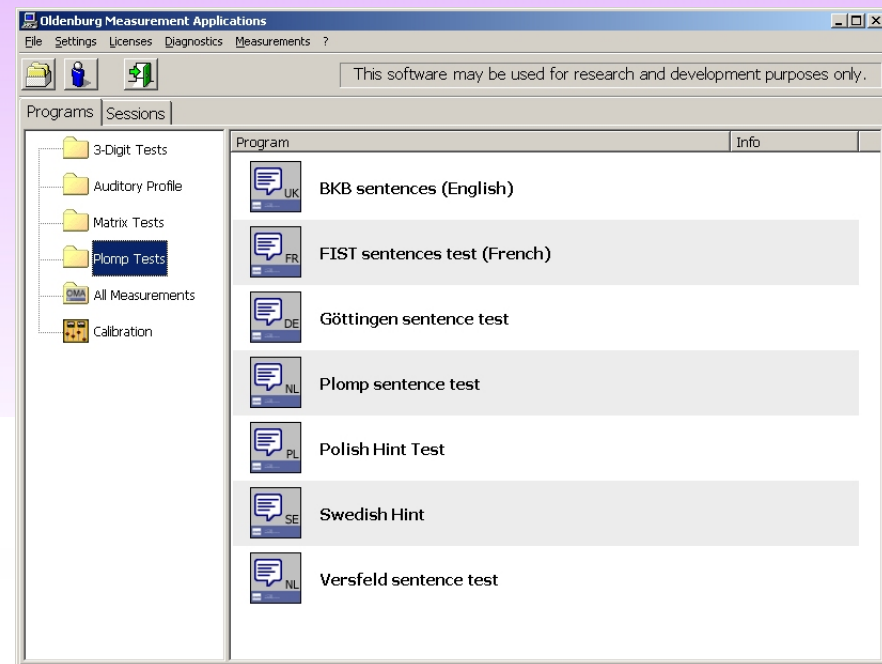 Oldenburg Measurement Applications
File Settings Licenses Diagnostics Measurements ?
This software may be used for research and development purposes only.
Programs Sessions
3-Digit Tests
Auditory Profile
Matrix Tests
Plomp Tests
OMA All Measurements
Calibration
Program Info
UK BKB sentences (English)
FR FIST sentences test (French)
DE Göttingen sentence test
NL Plomp sentence test
PL Polish Hint Test
SE Swedish Hint
NL Versfeld sentence test